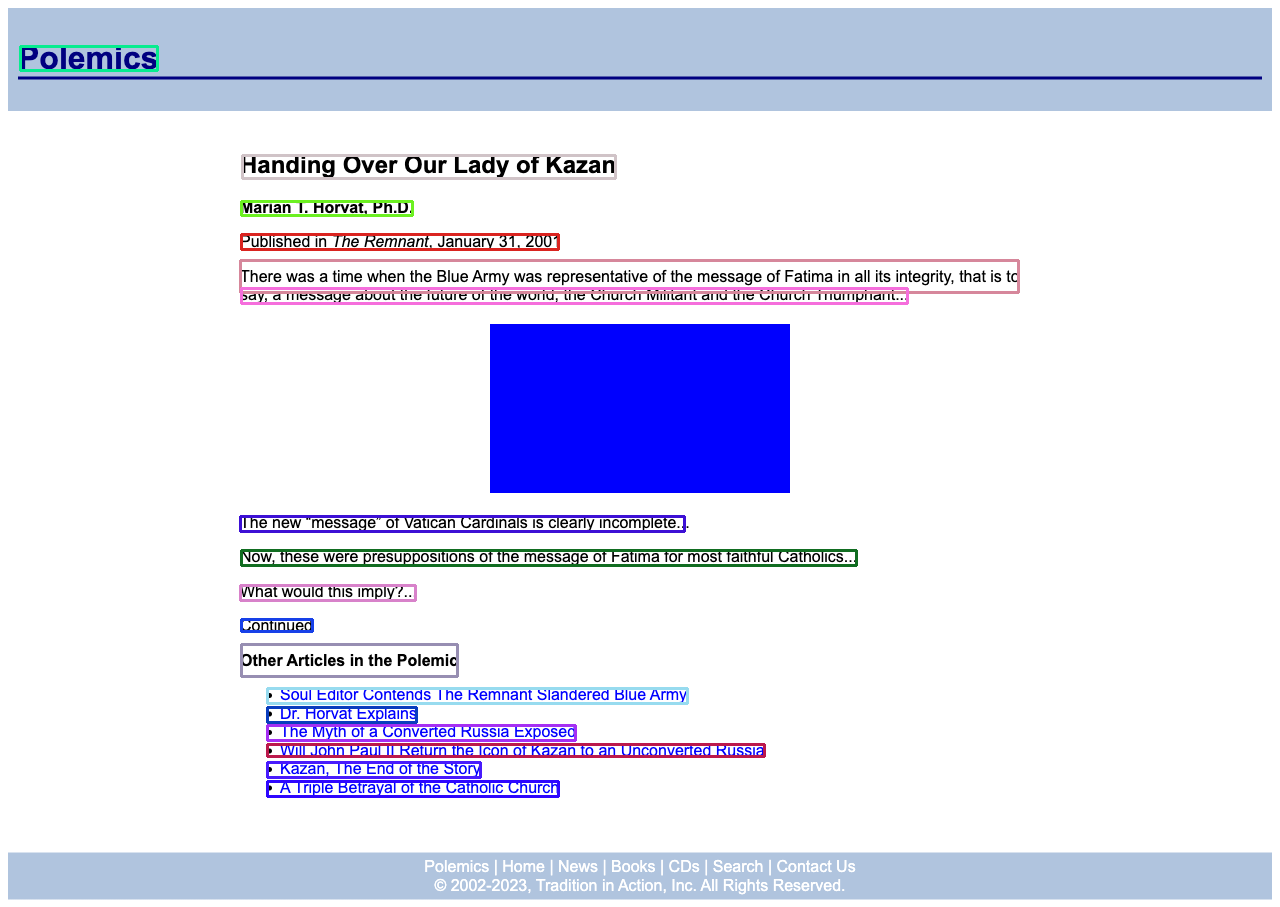 Polemics
Handing Over Our Lady of Kazan
Marian T. Horvat, Ph.D.
Published in The Remnant, January 31, 2001
There was a time when the Blue Army was representative of the message of Fatima in all its integrity, that is to
say, a message about the future of the world, the Church Militant and the Church Triumphant...
The new “message” of Vatican Cardinals is clearly incomplete...
Now, these were presuppositions of the message of Fatima for most faithful Catholics...
What would this imply?...
Continued
Other Articles in the Polemic
• Soul Editor Contends The Remnant Slandered Blue Army
• Dr. Horvat Explains
• The Myth of a Converted Russia Exposed
• Will John Paul II Return the Icon of Kazan to an Unconverted Russia
• Kazan, The End of the Story
• A Triple Betrayal of the Catholic Church
Polemics | Home | News | Books | CDs | Search | Contact Us
© 2002-2023, Tradition in Action, Inc. All Rights Reserved.